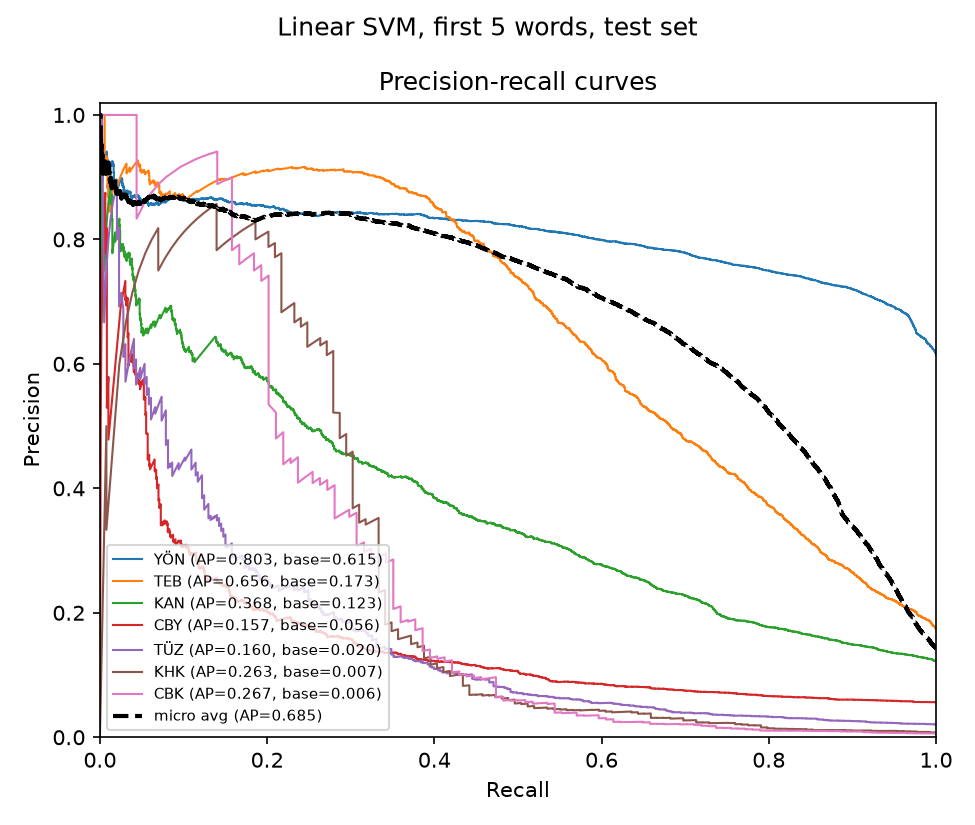 Linear SVM, first 5 words, test set
Precision-recall curves
1.0
0.8
0.6
0.4
0.2
0.0
Precision
YÖN (AP=0.803, base=0.615)
TEB (AP=0.656, base=0.173)
KAN (AP=0.368, base=0.123)
CBY (AP=0.157, base=0.056)
TÜZ (AP=0.160, base=0.020)
KHK (AP=0.263, base=0.007)
CBK (AP=0.267, base=0.006)
micro avg (AP=0.685)
0.0 0.2 0.4 0.6 0.8 1.0
Recall